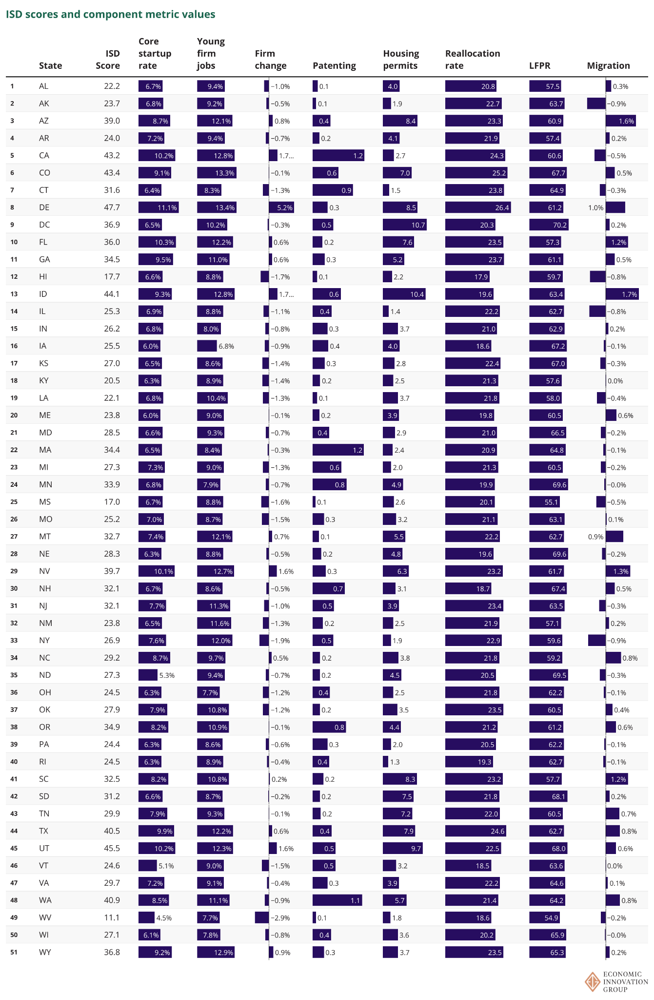 ISD scores and component metric values
State ISD Score Core startup rate Young firm jobs Firm change Patenting Housing permits Reallocation rate LFPR Migration
1 AL 22.2 6.7% 9.4% −1.0% 0.1 4.0 20.8 57.5 0.3%
2 AK 23.7 6.8% 9.2% −0.5% 0.1 1.9 22.7 63.7 −0.9%
3 AZ 39.0 8.7% 12.1% 0.8% 0.4 8.4 23.3 60.9 1.6%
4 AR 24.0 7.2% 9.4% −0.7% 0.2 4.1 21.9 57.4 0.2%
5 CA 43.2 10.2% 12.8% 1.7... 1.2 2.7 24.3 60.6 −0.5%
6 CO 43.4 9.1% 13.3% −0.1% 0.6 7.0 25.2 67.7 0.5%
7 CT 31.6 6.4% 8.3% −1.3% 0.9 1.5 23.8 64.9 −0.3%
8 DE 47.7 11.1% 13.4% 5.2% 0.3 8.5 26.4 61.2 1.0%
9 DC 36.9 6.5% 10.2% −0.3% 0.5 10.7 20.3 70.2 0.2%
10 FL 36.0 10.3% 12.2% 0.6% 0.2 7.6 23.5 57.3 1.2%
11 GA 34.5 9.5% 11.0% 0.6% 0.3 5.2 23.7 61.1 0.5%
12 HI 17.7 6.6% 8.8% −1.7% 0.1 2.2 17.9 59.7 −0.8%
13 ID 44.1 9.3% 12.8% 1.7... 0.6 10.4 19.6 63.4 1.7%
14 IL 25.3 6.9% 8.8% −1.1% 0.4 1.4 22.2 62.7 −0.8%
15 IN 26.2 6.8% 8.0% −0.8% 0.3 3.7 21.0 62.9 0.2%
16 IA 25.5 6.0% 6.8% −0.9% 0.4 4.0 18.6 67.2 −0.1%
17 KS 27.0 6.5% 8.6% −1.4% 0.3 2.8 22.4 67.0 −0.3%
18 KY 20.5 6.3% 8.9% −1.4% 0.2 2.5 21.3 57.6 0.0%
19 LA 22.1 6.8% 10.4% −1.3% 0.1 3.7 21.8 58.0 −0.4%
20 ME 23.8 6.0% 9.0% −0.1% 0.2 3.9 19.8 60.5 0.6%
21 MD 28.5 6.6% 9.3% −0.7% 0.4 2.9 21.0 66.5 −0.2%
22 MA 34.4 6.5% 8.4% −0.3% 1.2 2.4 20.9 64.8 −0.1%
23 MI 27.3 7.3% 9.0% −1.3% 0.6 2.0 21.3 60.5 −0.2%
24 MN 33.9 6.8% 7.9% −0.7% 0.8 4.9 19.9 69.6 −0.0%
25 MS 17.0 6.7% 8.8% −1.6% 0.1 2.6 20.1 55.1 −0.5%
26 MO 25.2 7.0% 8.7% −1.5% 0.3 3.2 21.1 63.1 0.1%
27 MT 32.7 7.4% 12.1% 0.7% 0.1 5.5 22.2 62.7 0.9%
28 NE 28.3 6.3% 8.8% −0.5% 0.2 4.8 19.6 69.6 −0.2%
29 NV 39.7 10.1% 12.7% 1.6% 0.3 6.3 23.2 61.7 1.3%
30 NH 32.1 6.7% 8.6% −0.5% 0.7 3.1 18.7 67.4 0.5%
31 NJ 32.1 7.7% 11.3% −1.0% 0.5 3.9 23.4 63.5 −0.3%
32 NM 23.8 6.5% 11.6% −1.3% 0.2 2.5 21.9 57.1 0.2%
33 NY 26.9 7.6% 12.0% −1.9% 0.5 1.9 22.9 59.6 −0.9%
34 NC 29.2 8.7% 9.7% 0.5% 0.2 3.8 21.8 59.2 0.8%
35 ND 27.3 5.3% 9.4% −0.7% 0.2 4.5 20.5 69.5 −0.3%
36 OH 24.5 6.3% 7.7% −1.2% 0.4 2.5 21.8 62.2 −0.1%
37 OK 27.9 7.9% 10.8% −1.2% 0.2 3.5 23.5 60.5 0.4%
38 OR 34.9 8.2% 10.9% −0.1% 0.8 4.4 21.2 61.2 0.6%
39 PA 24.4 6.3% 8.6% −0.6% 0.3 2.0 20.5 62.2 −0.1%
40 RI 24.5 6.3% 8.9% −0.4% 0.4 1.3 19.3 62.7 −0.1%
41 SC 32.5 8.2% 10.8% 0.2% 0.2 8.3 23.2 57.7 1.2%
42 SD 31.2 6.6% 8.7% −0.2% 0.2 7.5 21.8 68.1 0.2%
43 TN 29.9 7.9% 9.3% −0.1% 0.2 7.2 22.0 60.5 0.7%
44 TX 40.5 9.9% 12.2% 0.6% 0.4 7.9 24.6 62.7 0.8%
45 UT 45.5 10.2% 12.3% 1.6% 0.5 9.7 22.5 68.0 0.6%
46 VT 24.6 5.1% 9.0% −1.5% 0.5 3.2 18.5 63.6 0.0%
47 VA 29.7 7.2% 9.1% −0.4% 0.3 3.9 22.2 64.6 0.1%
48 WA 40.9 8.5% 11.1% −0.9% 1.1 5.7 21.4 64.2 0.8%
49 WV 11.1 4.5% 7.7% −2.9% 0.1 1.8 18.6 54.9 −0.2%
50 WI 27.1 6.1% 7.8% −0.8% 0.4 3.6 20.2 65.9 −0.0%
51 WY 36.8 9.2% 12.9% 0.9% 0.3 3.7 23.5 65.3 0.2%
ECONOMIC
INNOVATION
GROUP